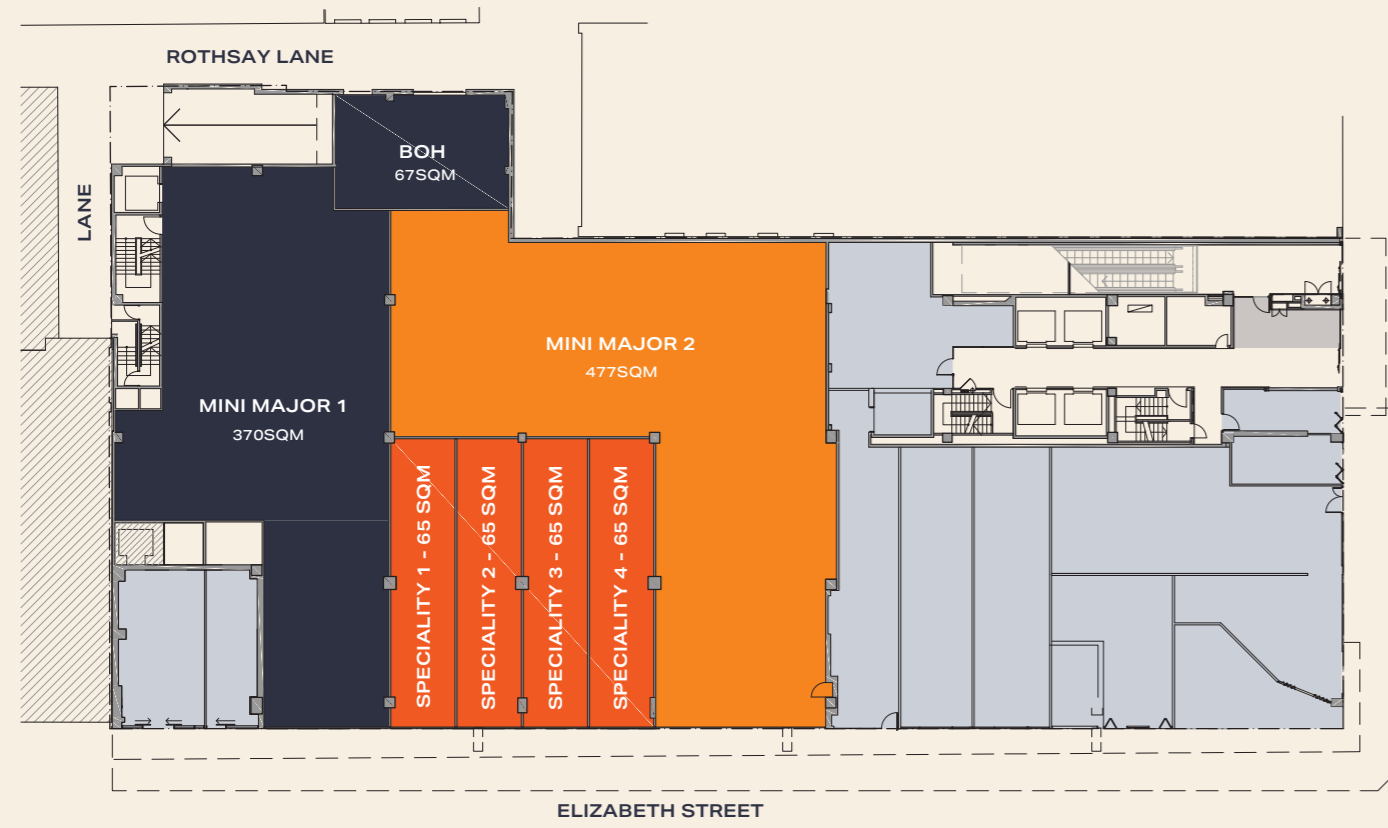 ROTHSAY LANE
BOH
67SQM
LANE
MINI MAJOR 2
477SQM
MINI MAJOR 1
370SQM
SPECIALITY 1 - 65 SQM
SPECIALITY 2 - 65 SQM
SPECIALITY 3 - 65 SQM
SPECIALITY 4 - 65 SQM
ELIZABETH STREET